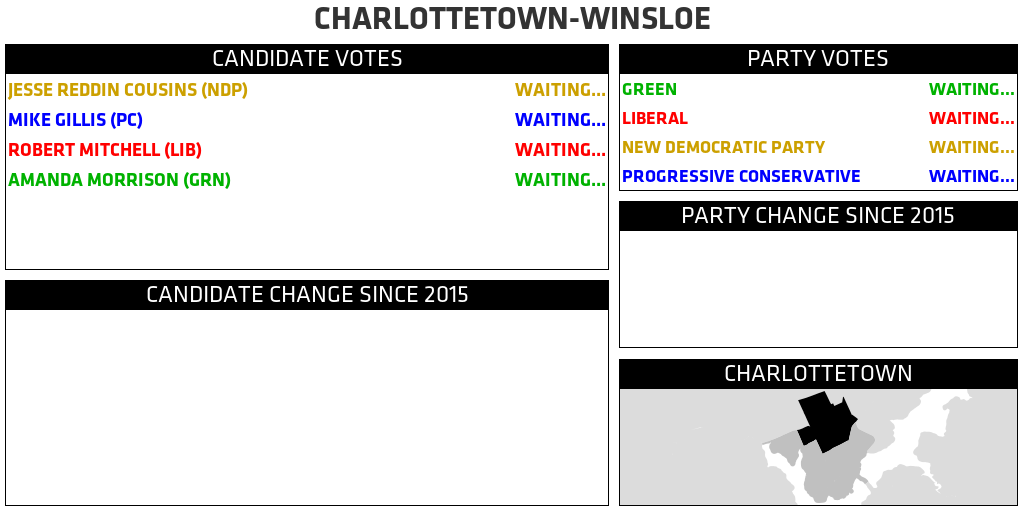 CHARLOTTETOWN-WINSLOE
CANDIDATE VOTES
JESSE REDDIN COUSINS (NDP) WAITING...
MIKE GILLIS (PC) WAITING...
ROBERT MITCHELL (LIB) WAITING...
AMANDA MORRISON (GRN) WAITING...
CANDIDATE CHANGE SINCE 2015
PARTY VOTES
GREEN WAITING...
LIBERAL WAITING...
NEW DEMOCRATIC PARTY WAITING...
PROGRESSIVE CONSERVATIVE WAITING...
PARTY CHANGE SINCE 2015
CHARLOTTETOWN